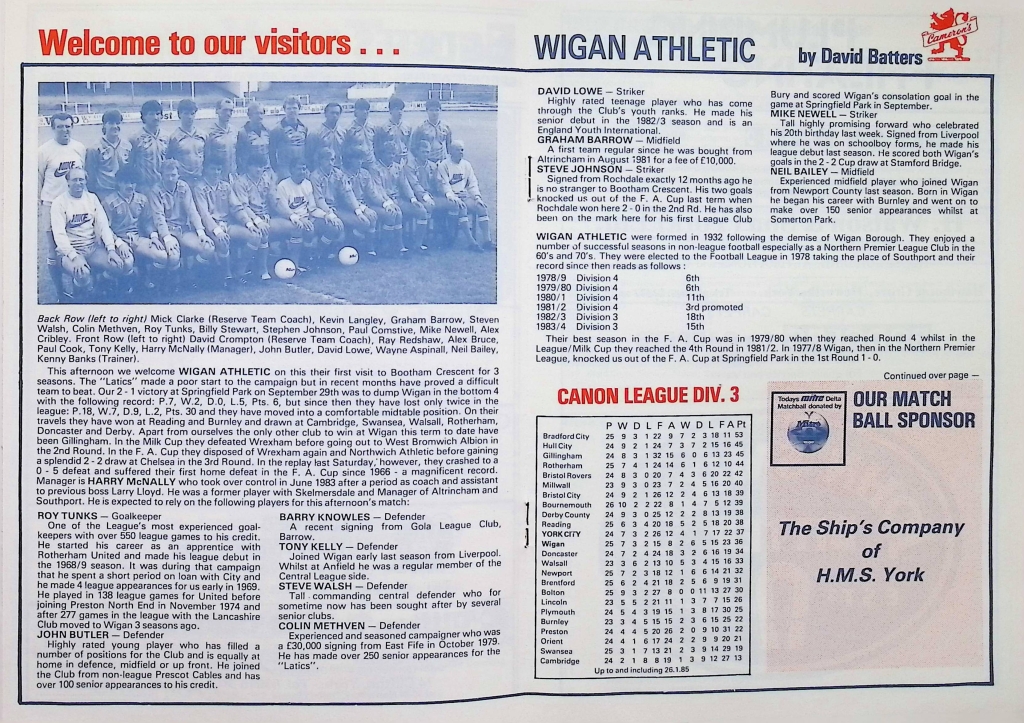 Welcome to our visitors . . .
Back Row (left to right) Mick Clarke (Reserve Team Coach), Kevin Langley, Graham Barrow, Steven
Walsh, Colin Methven, Roy Tunks, Billy Stewart, Stephen Johnson, Paul Comstive, Mike Newell, Alex
Cribley. Front Row (left to right) David Crompton (Reserve Team Coach), Ray Redshaw, Alex Bruce,
Paul Cook, Tony Kelly, Harry McNally (Manager), John Butler, David Lowe, Wayne Aspinall, Neil Bailey,
Kenny Banks (Trainer).
This afternoon we welcome WIGAN ATHLETIC on this their first visit to Bootham Crescent for 3
seasons. The "Latics" made a poor start to the campaign but in recent months have proved a difficult
team to beat. Our 2 - 1 victory at Springfield Park on September 29th was to dump Wigan in the bottom 4
with the following record: P.7, W.2, D.0, L.5, Pts. 6, but since then they have lost only twice in the
league: P.18, W.7, D.9, L.2, Pts. 30 and they have moved into a comfortable midtable position. On their
travels they have won at Reading and Burnley and drawn at Cambridge, Swansea, Walsall, Rotherham,
Doncaster and Derby. Apart from ourselves the only other club to win at Wigan this term to date have
been Gillingham. In the Milk Cup they defeated Wrexham before going out to West Bromwich Albion in
the 2nd Round. In the F. A. Cup they disposed of Wrexham again and Northwich Athletic before gaining
a splendid 2 - 2 draw at Chelsea in the 3rd Round. In the replay last Saturday, however, they crashed to a
0 - 5 defeat and suffered their first home defeat in the F. A. Cup since 1966 - a magnificent record.
Manager is HARRY McNALLY who took over control in June 1983 after a period as coach and assistant
to previous boss Larry Lloyd. He was a former player with Skelmersdale and Manager of Altrincham and
Southport. He is expected to rely on the following players for this afternoon's match:
ROY TUNKS — Goalkeeper
One of the League's most experienced goal-
keepers with over 550 league games to his credit.
He started his career as an apprentice with
Rotherham United and made his league debut in
the 1968/9 season. It was during that campaign
that he spent a short period on loan with City and
he made 4 league appearances for us early in 1969.
He played in 138 league games for United before
joining Preston North End in November 1974 and
after 277 games in the league with the Lancashire
Club moved to Wigan 3 seasons ago.
JOHN BUTLER — Defender
Highly rated young player who has filled a
number of positions for the Club and is equally at
home in defence, midfield or up front. He joined
the Club from non-league Prescot Cables and has
over 100 senior appearances to his credit.
BARRY KNOWLES — Defender
A recent signing from Gola League Club,
Barrow.
TONY KELLY — Defender
Joined Wigan early last season from Liverpool.
Whilst at Anfield he was a regular member of the
Central League side.
STEVE WALSH — Defender
Tall commanding central defender who for
sometime now has been sought after by several
senior clubs.
COLIN METHVEN — Defender
Experienced and seasoned campaigner who was
a £30,000 signing from East Fife in October 1979.
He has made over 250 senior appearances for the
"Latics".
WIGAN ATHLETIC by David Batters
Cameron's
DAVID LOWE — Striker
Highly rated teenage player who has come
through the Club's youth ranks. He made his
senior debut in the 1982/3 season and is an
England Youth International.
GRAHAM BARROW — Midfield
A first team regular since he was bought from
Altrincham in August 1981 for a fee of £10,000.
STEVE JOHNSON — Striker
Signed from Rochdale exactly 12 months ago he
is no stranger to Bootham Crescent. His two goals
knocked us out of the F. A. Cup last term when
Rochdale won here 2 - 0 in the 2nd Rd. He has also
been on the mark here for his first League Club
Bury and scored Wigan's consolation goal in the
game at Springfield Park in September.
MIKE NEWELL — Striker
Tall highly promising forward who celebrated
his 20th birthday last week. Signed from Liverpool
where he was on schoolboy forms, he made his
league debut last season. He scored both Wigan's
goals in the 2 - 2 Cup draw at Stamford Bridge.
NEIL BAILEY — Midfield
Experienced midfield player who joined Wigan
from Newport County last season. Born in Wigan
he began his career with Burnley and went on to
make over 150 senior appearances whilst at
Somerton Park.
WIGAN ATHLETIC were formed in 1932 following the demise of Wigan Borough. They enjoyed a
number of successful seasons in non-league football especially as a Northern Premier League Club in the
60's and 70's. They were elected to the Football League in 1978 taking the place of Southport and their
record since then reads as follows :
1978/9 Division 4 6th
1979/80 Division 4 6th
1980/1 Division 4 11th
1981/2 Division 4 3rd promoted
1982/3 Division 3 18th
1983/4 Division 3 15th
Their best season in the F. A. Cup was in 1979/80 when they reached Round 4 whilst in the
League/Milk Cup they reached the 4th Round in 1981/2. In 1977/8 Wigan, then in the Northern Premier
League, knocked us out of the F. A. Cup at Springfield Park in the 1st Round 1 - 0.
Continued over page —
CANON LEAGUE DIV. 3
P W D L F A W D L F A Pt
Bradford City 25 9 3 1 22 9 7 2 3 18 11 53
Hull City 24 9 2 1 24 7 3 7 2 15 16 45
Gillingham 24 8 3 1 32 15 6 0 6 13 23 45
Rotherham 25 7 4 1 24 14 6 1 6 12 10 44
Bristol Rovers 24 8 3 0 20 7 4 3 6 20 22 42
Millwall 23 9 3 0 23 7 2 4 5 16 20 40
Bristol City 24 9 2 1 26 12 2 4 6 13 18 39
Bournemouth 26 10 2 2 22 8 1 4 7 5 12 39
Derby County 24 9 3 0 25 12 2 2 8 13 19 38
Reading 25 6 3 4 20 18 5 2 5 18 20 38
YORK CITY 24 7 3 2 26 12 4 1 7 17 22 37
Wigan 25 7 3 2 15 8 2 6 5 15 23 36
Doncaster 24 7 2 4 24 18 3 2 6 16 19 34
Walsall 23 3 6 2 13 10 5 3 4 15 16 33
Newport 25 7 2 3 18 12 1 6 6 14 21 32
Brentford 25 6 2 4 21 18 2 5 6 9 19 31
Bolton 25 9 3 2 27 8 0 0 11 13 27 30
Lincoln 23 5 5 2 21 11 1 3 7 7 15 26
Plymouth 24 5 4 3 19 15 1 3 8 17 30 25
Burnley 23 3 4 5 15 15 2 3 6 15 25 22
Preston 24 4 4 5 20 26 2 0 9 10 31 22
Orient 24 4 1 6 17 24 2 2 9 9 20 21
Swansea 25 3 1 7 13 21 2 3 9 14 29 19
Cambridge 24 2 1 8 8 19 1 3 9 12 27 13
Up to and including 26.1.85
Todays mitre Delta
Matchball donated by
Mitre
OUR MATCH
BALL SPONSOR
The Ship's Company
of
H.M.S. York